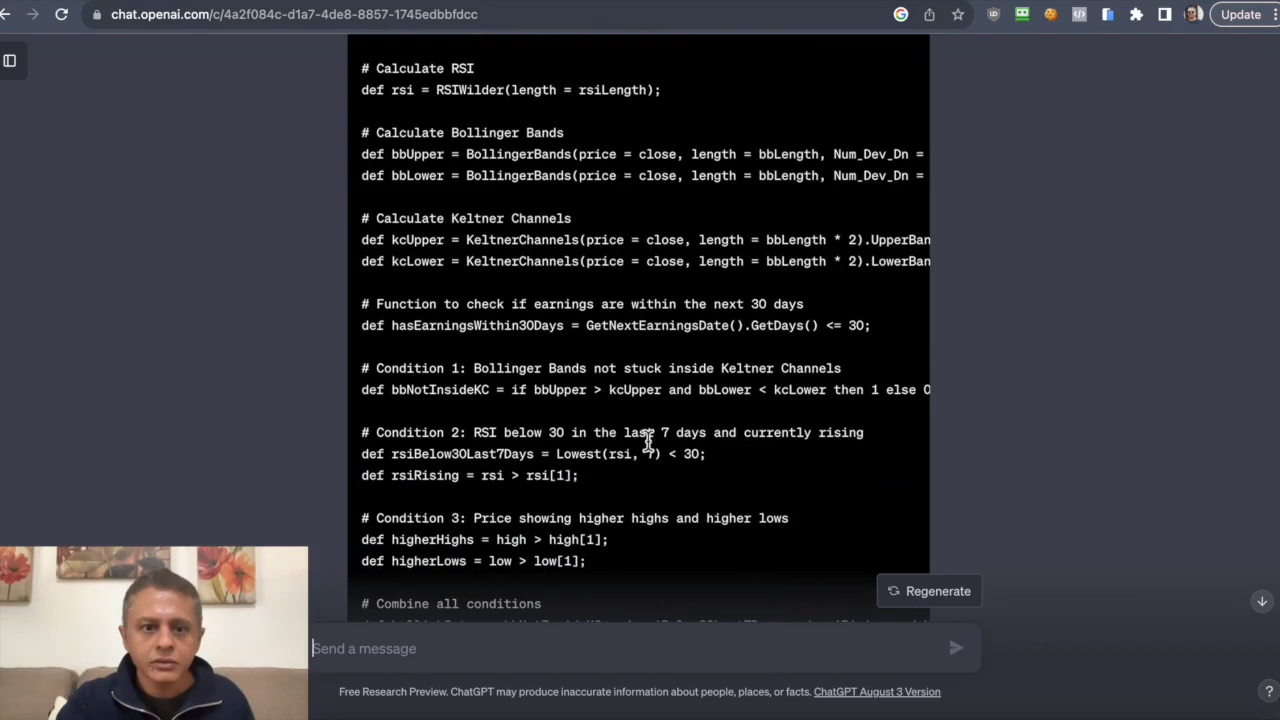 chat.openai.com/c/4a2f084c-d1a7-4de8-8857-1745edbbfdcc
Update
# Calculate RSI
def rsi = RSIWilder(length = rsiLength);
# Calculate Bollinger Bands
def bbUpper = BollingerBands(price = close, length = bbLength, Num_Dev_Dn =
def bbLower = BollingerBands(price = close, length = bbLength, Num_Dev_Dn =
# Calculate Keltner Channels
def kcUpper = KeltnerChannels(price = close, length = bbLength * 2).UpperBan
def kcLower = KeltnerChannels(price = close, length = bbLength * 2).LowerBan
# Function to check if earnings are within the next 30 days
def hasEarningsWithin30Days = GetNextEarningsDate().GetDays() <= 30;
# Condition 1: Bollinger Bands not stuck inside Keltner Channels
def bbNotInsideKC = if bbUpper > kcUpper and bbLower < kcLower then 1 else 0
# Condition 2: RSI below 30 in the last 7 days and currently rising
def rsiBelow30Last7Days = Lowest(rsi, 7) < 30;
def rsiRising = rsi > rsi[1];
# Condition 3: Price showing higher highs and higher lows
def higherHighs = high > high[1];
def higherLows = low > low[1];
Regenerate
# Combine all conditions
Send a message
Free Research Preview. ChatGPT may produce inaccurate information about people, places, or facts. ChatGPT August 3 Version
?